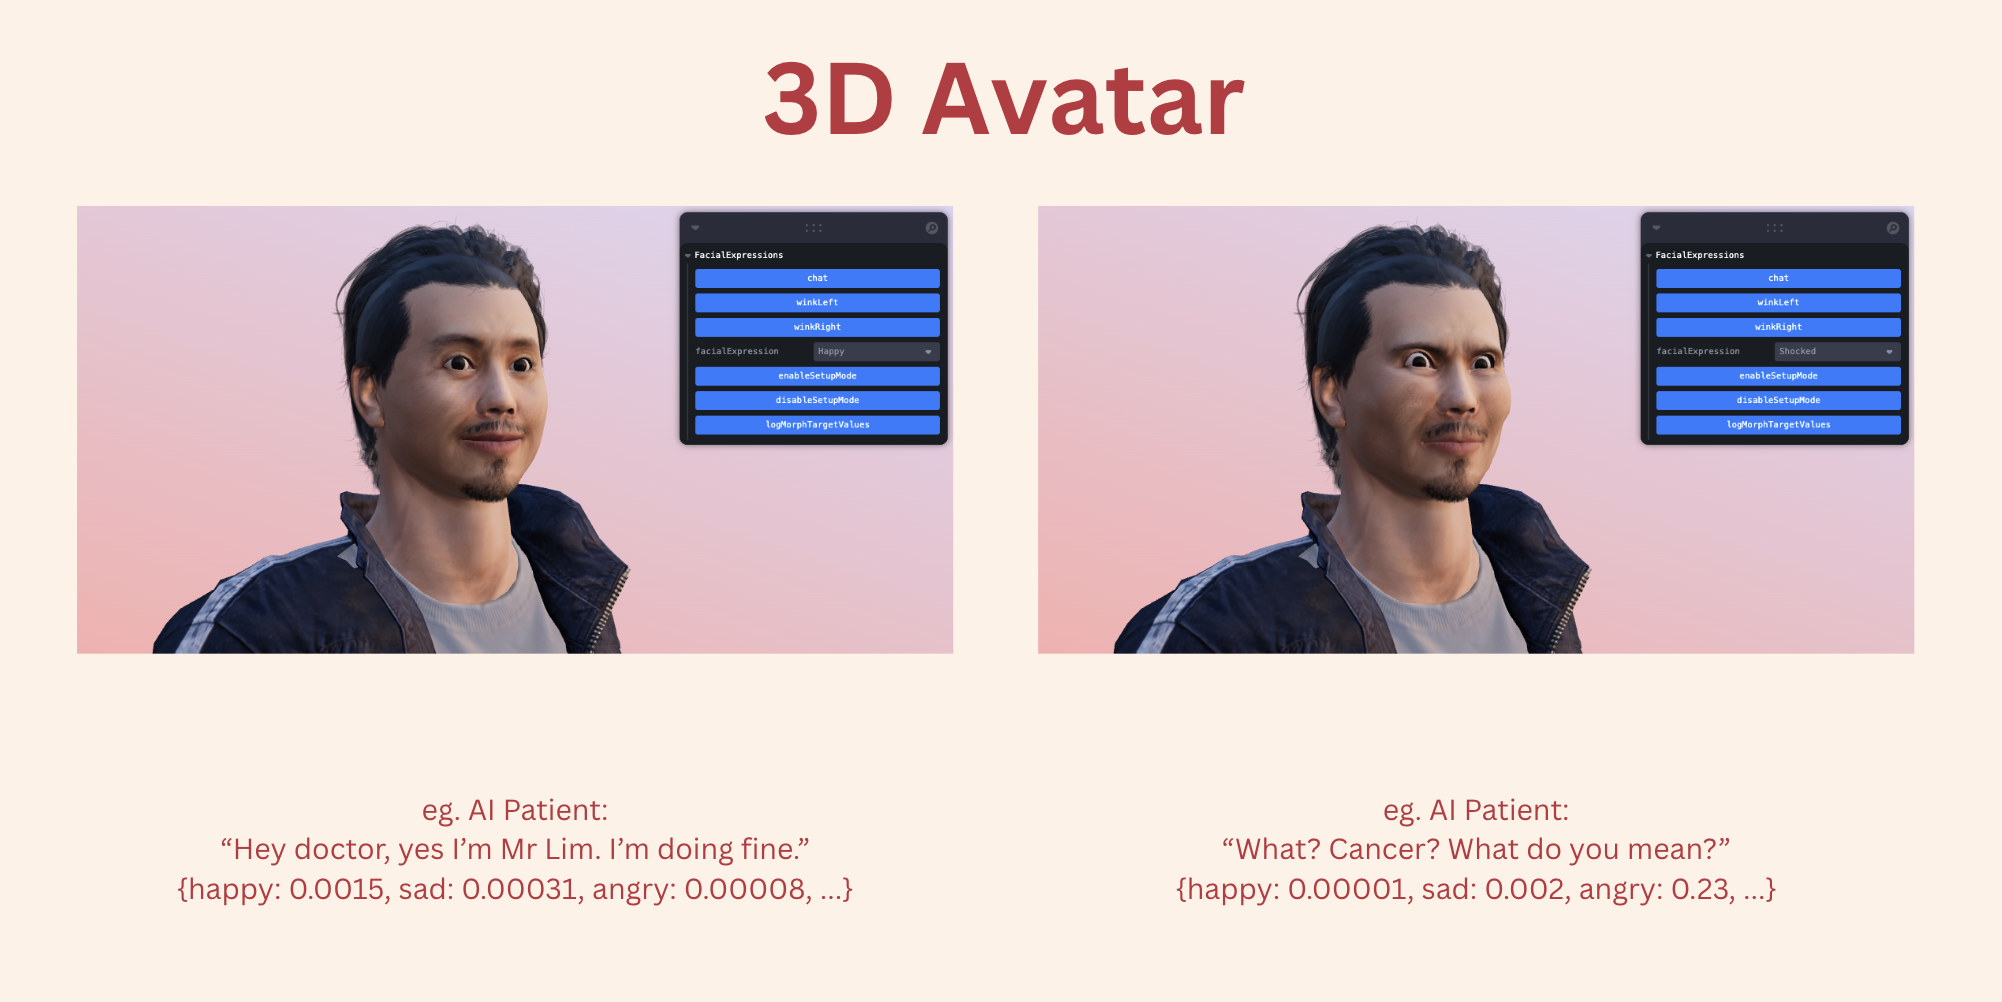 3D Avatar
FacialExpressions
chat
winkLeft
winkRight
facialExpression Happy
enableSetupMode
disableSetupMode
logMorphTargetValues
FacialExpressions
chat
winkLeft
winkRight
facialExpression Shocked
enableSetupMode
disableSetupMode
logMorphTargetValues
eg. AI Patient:
“Hey doctor, yes I’m Mr Lim. I’m doing fine.”
{happy: 0.0015, sad: 0.00031, angry: 0.00008, ...}
eg. AI Patient:
“What? Cancer? What do you mean?”
{happy: 0.00001, sad: 0.002, angry: 0.23, ...}